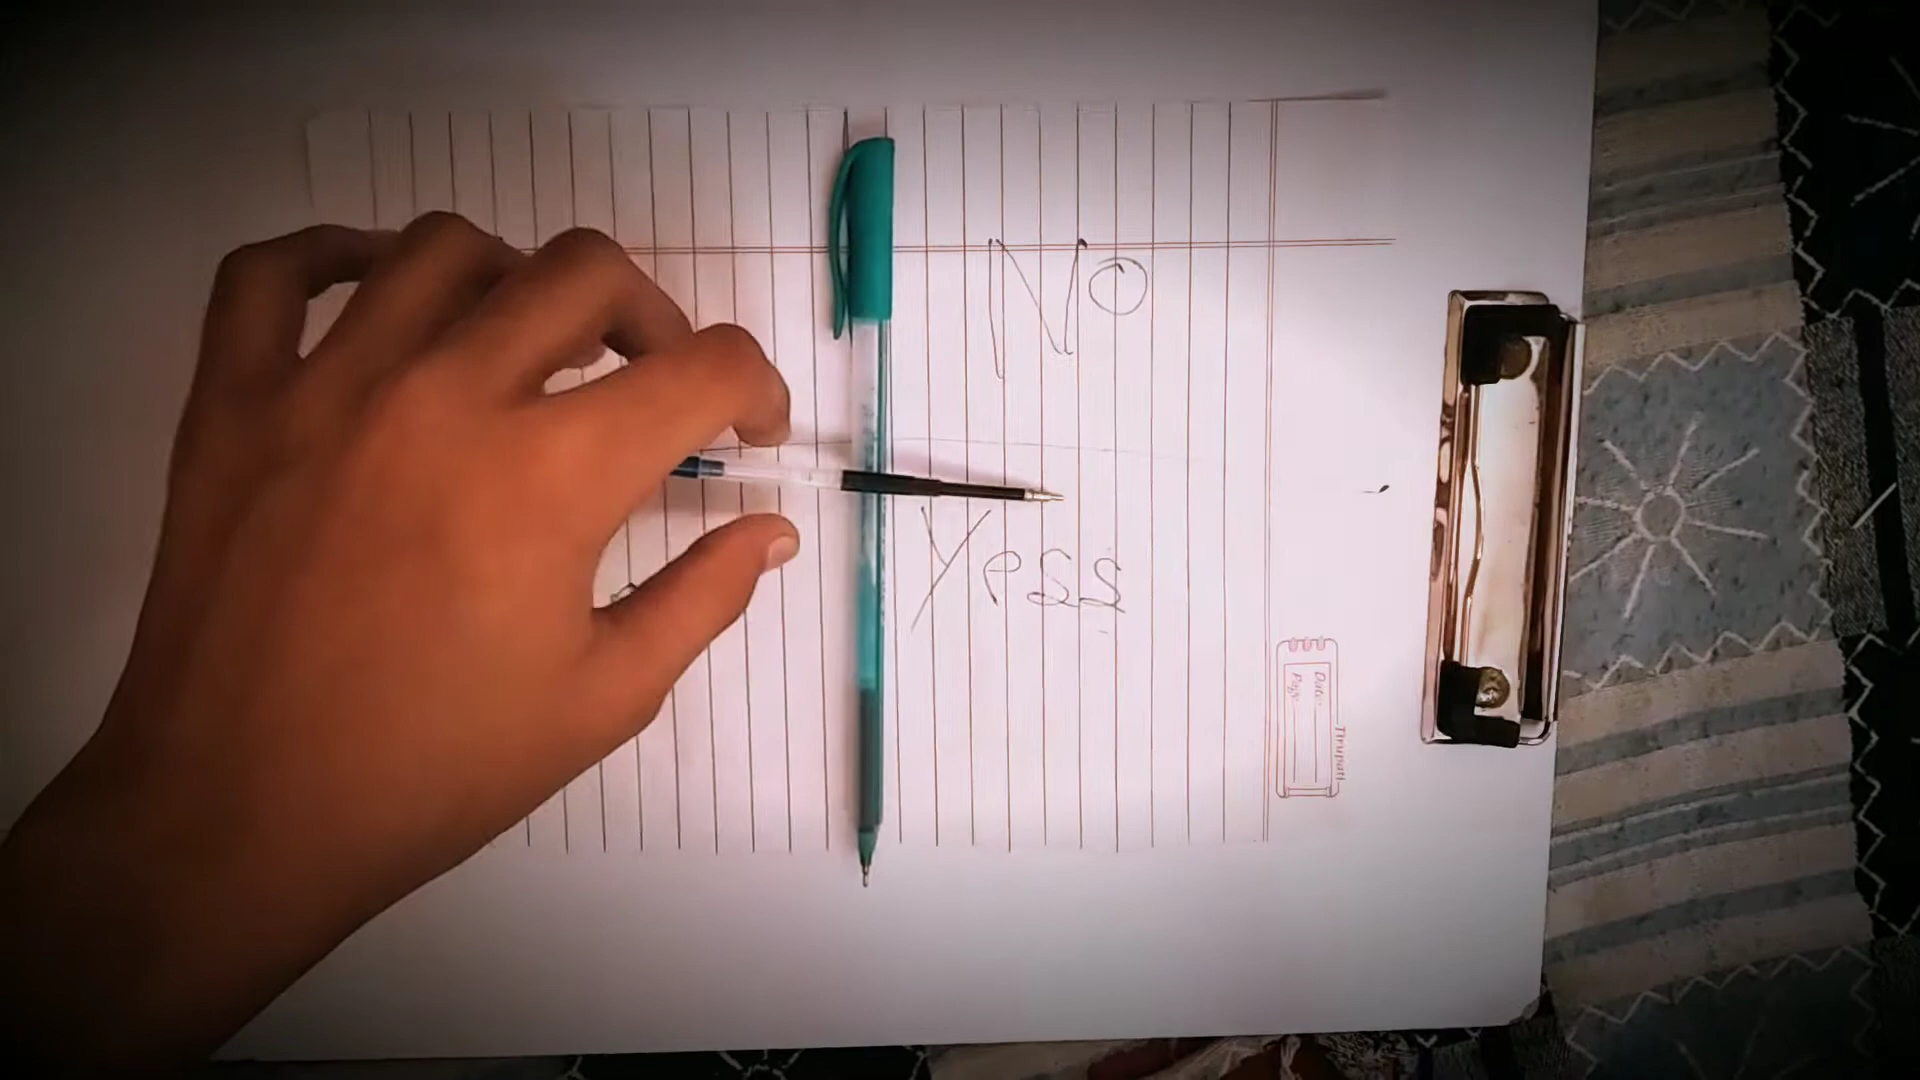 No
Yess
Date
Page
Tirupati